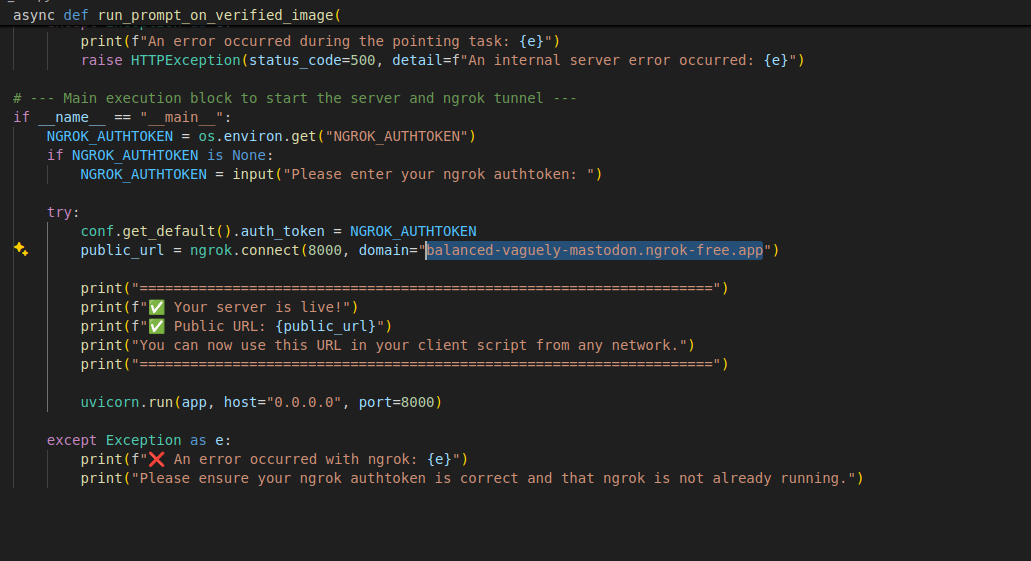 async def run_prompt_on_verified_image(
        print(f"An error occurred during the pointing task: {e}")
        raise HTTPException(status_code=500, detail=f"An internal server error occurred: {e}")

# --- Main execution block to start the server and ngrok tunnel ---
if __name__ == "__main__":
    NGROK_AUTHTOKEN = os.environ.get("NGROK_AUTHTOKEN")
    if NGROK_AUTHTOKEN is None:
        NGROK_AUTHTOKEN = input("Please enter your ngrok authtoken: ")

    try:
        conf.get_default().auth_token = NGROK_AUTHTOKEN
        public_url = ngrok.connect(8000, domain="balanced-vaguely-mastodon.ngrok-free.app")

        print("====================================================================")
        print(f"✅ Your server is live!")
        print(f"✅ Public URL: {public_url}")
        print("You can now use this URL in your client script from any network.")
        print("====================================================================")

        uvicorn.run(app, host="0.0.0.0", port=8000)

    except Exception as e:
        print(f"❌ An error occurred with ngrok: {e}")
        print("Please ensure your ngrok authtoken is correct and that ngrok is not already running.")